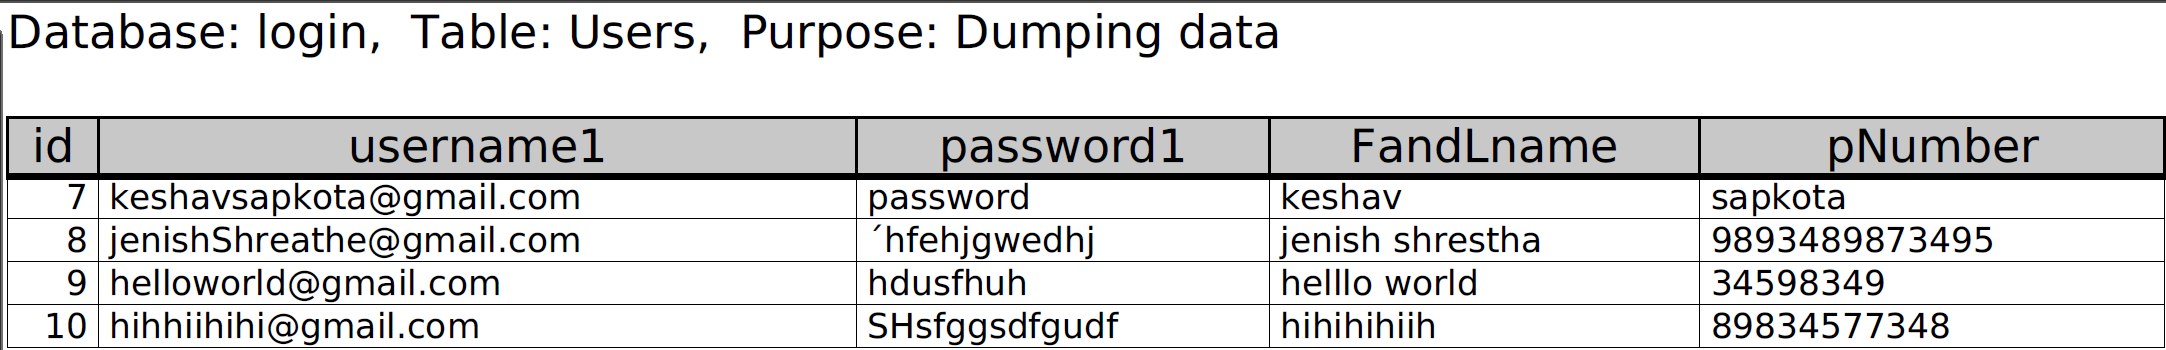 Database: login, Table: Users, Purpose: Dumping data
id username1 password1 FandLname pNumber
7 keshavsapkota@gmail.com password keshav sapkota
8 jenishShreathe@gmail.com ´hfehjgwedhj jenish shrestha 9893489873495
9 helloworld@gmail.com hdusfhuh helllo world 34598349
10 hihhiihihi@gmail.com SHsfggsdfgudf hihihihiih 89834577348